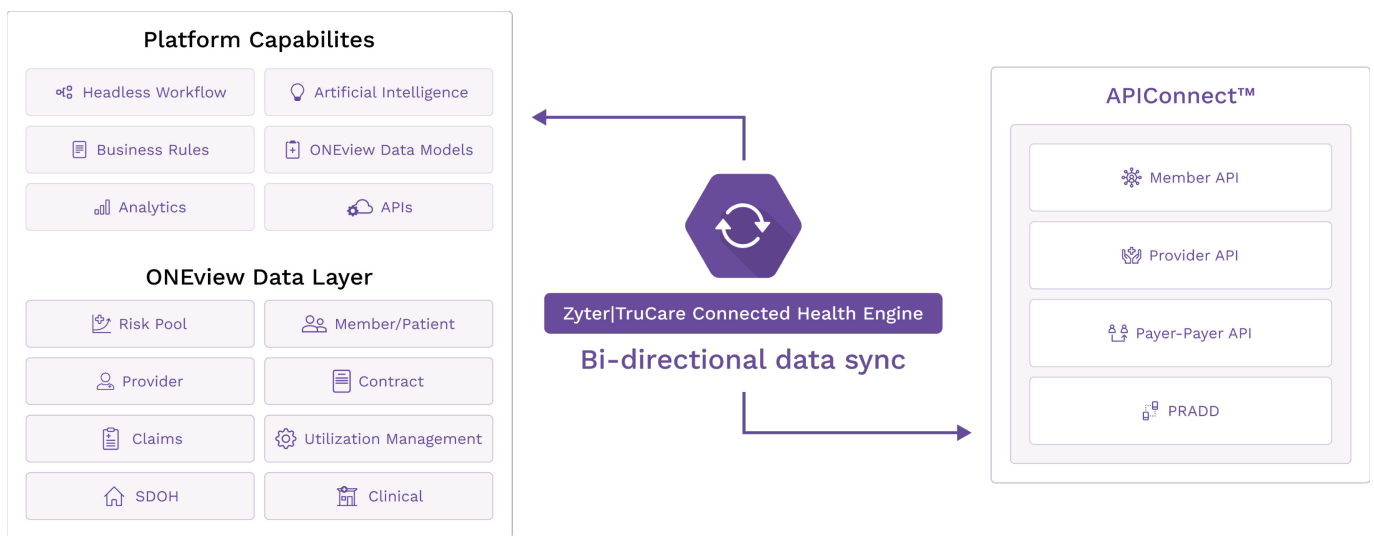 Platform Capabilites
Headless Workflow
Artificial Intelligence
Business Rules
ONEview Data Models
Analytics
APIs
ONEview Data Layer
Risk Pool
Member/Patient
Provider
Contract
Claims
Utilization Management
SDOH
Clinical
Zyter|TruCare Connected Health Engine
Bi-directional data sync
APIConnect™
Member API
Provider API
Payer-Payer API
PRADD